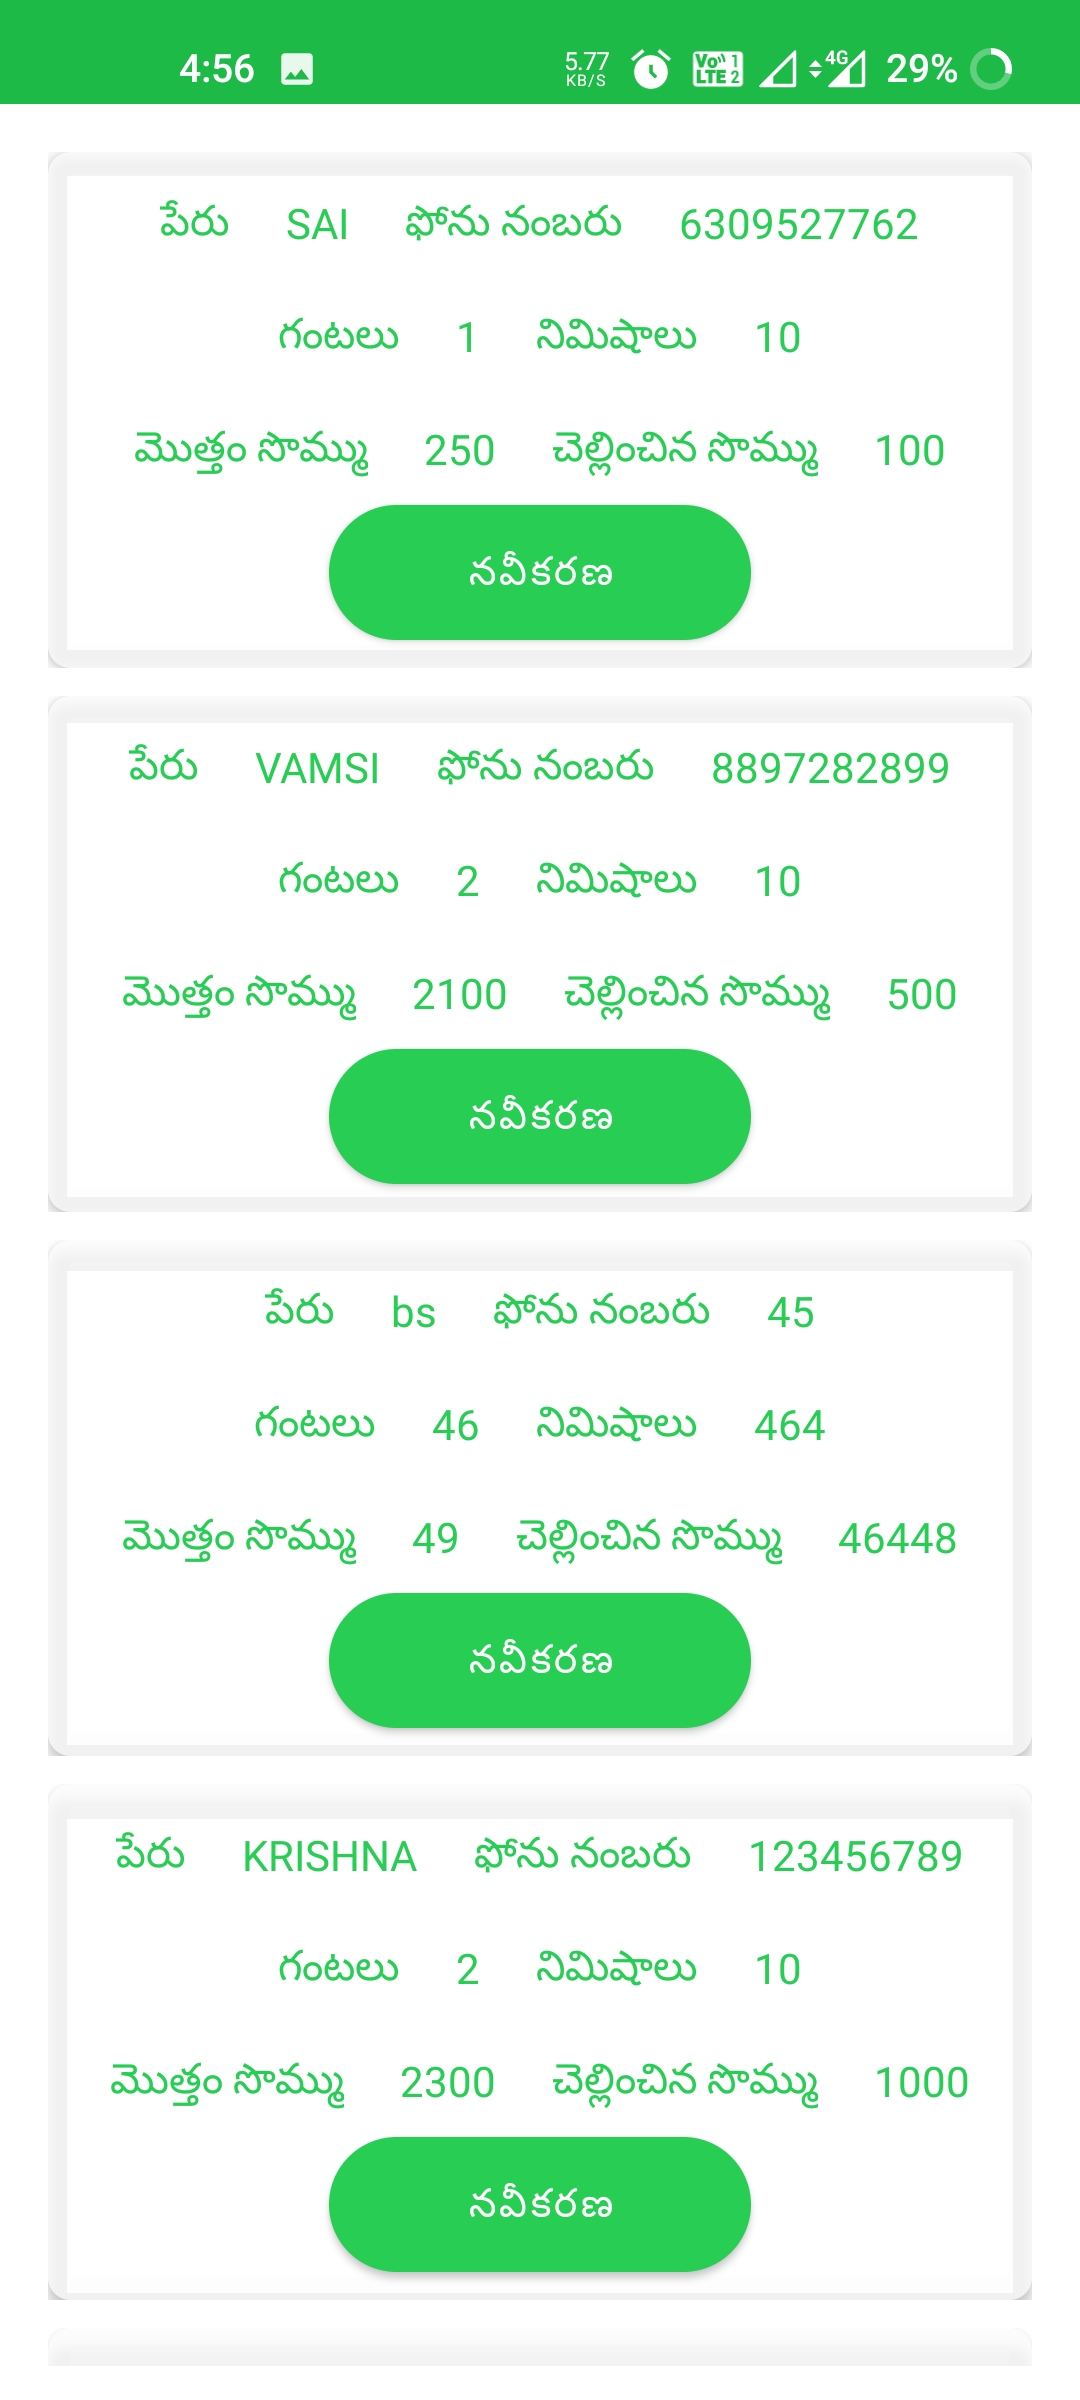 4:56 5.77 KB/S VoLTE 1 2 4G 29%
పేరు SAI ఫోను నంబరు 6309527762
గంటలు 1 నిమిషాలు 10
మొత్తం సొమ్ము 250 చెల్లించిన సొమ్ము 100
నవీకరణ
పేరు VAMSI ఫోను నంబరు 8897282899
గంటలు 2 నిమిషాలు 10
మొత్తం సొమ్ము 2100 చెల్లించిన సొమ్ము 500
నవీకరణ
పేరు bs ఫోను నంబరు 45
గంటలు 46 నిమిషాలు 464
మొత్తం సొమ్ము 49 చెల్లించిన సొమ్ము 46448
నవీకరణ
పేరు KRISHNA ఫోను నంబరు 123456789
గంటలు 2 నిమిషాలు 10
మొత్తం సొమ్ము 2300 చెల్లించిన సొమ్ము 1000
నవీకరణ